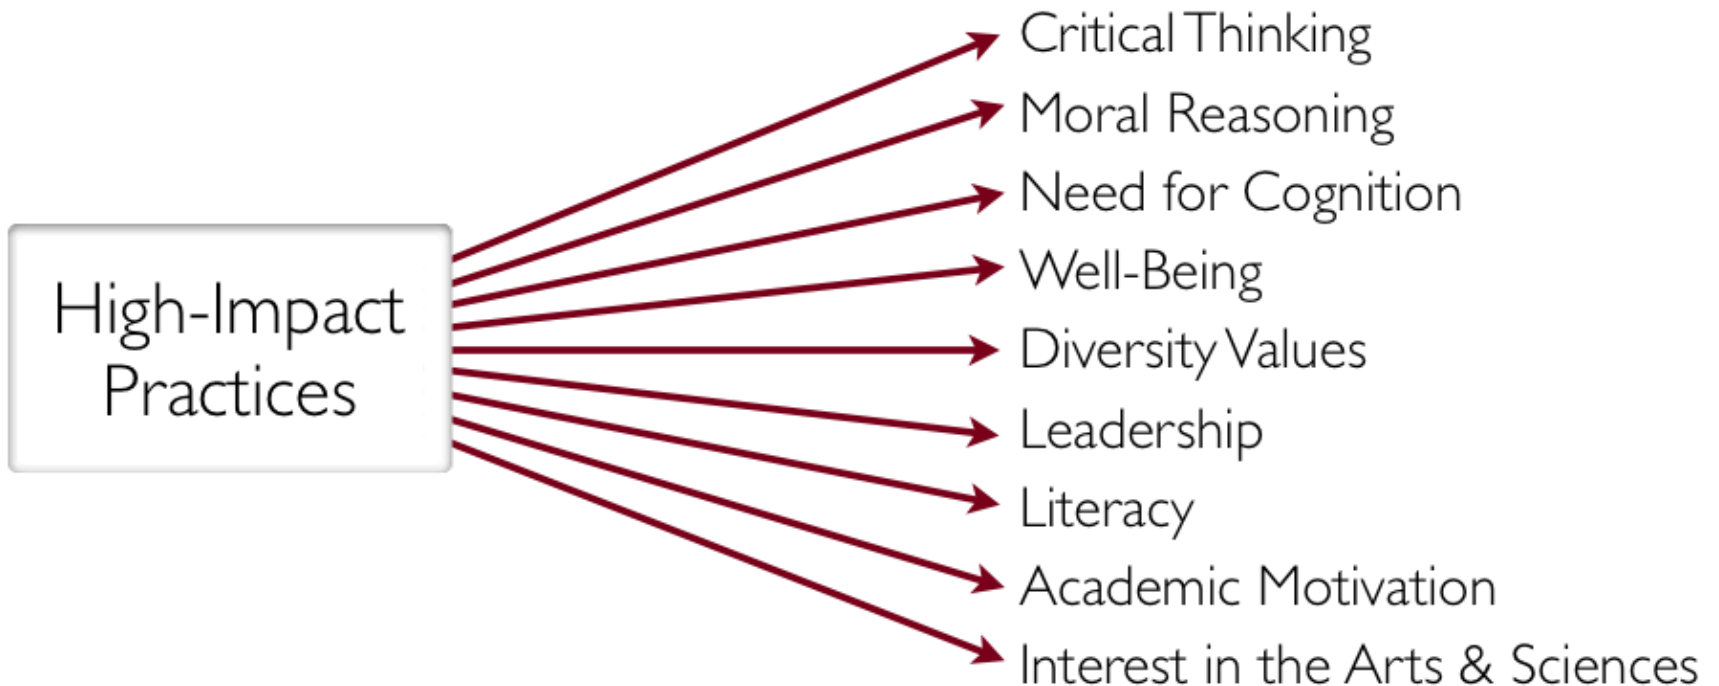 High-Impact
Practices
Critical Thinking
Moral Reasoning
Need for Cognition
Well-Being
Diversity Values
Leadership
Literacy
Academic Motivation
Interest in the Arts & Sciences